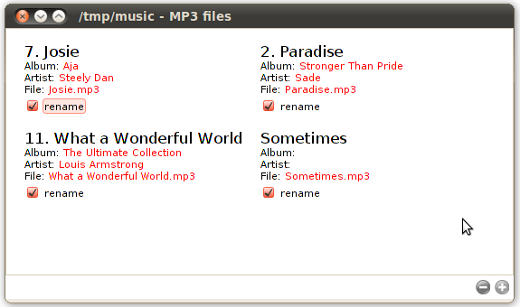 /tmp/music - MP3 files
7. Josie
Album: Aja
Artist: Steely Dan
File: Josie.mp3
rename
2. Paradise
Album: Stronger Than Pride
Artist: Sade
File: Paradise.mp3
rename
11. What a Wonderful World
Album: The Ultimate Collection
Artist: Louis Armstrong
File: What a Wonderful World.mp3
rename
Sometimes
Album:
Artist:
File: Sometimes.mp3
rename